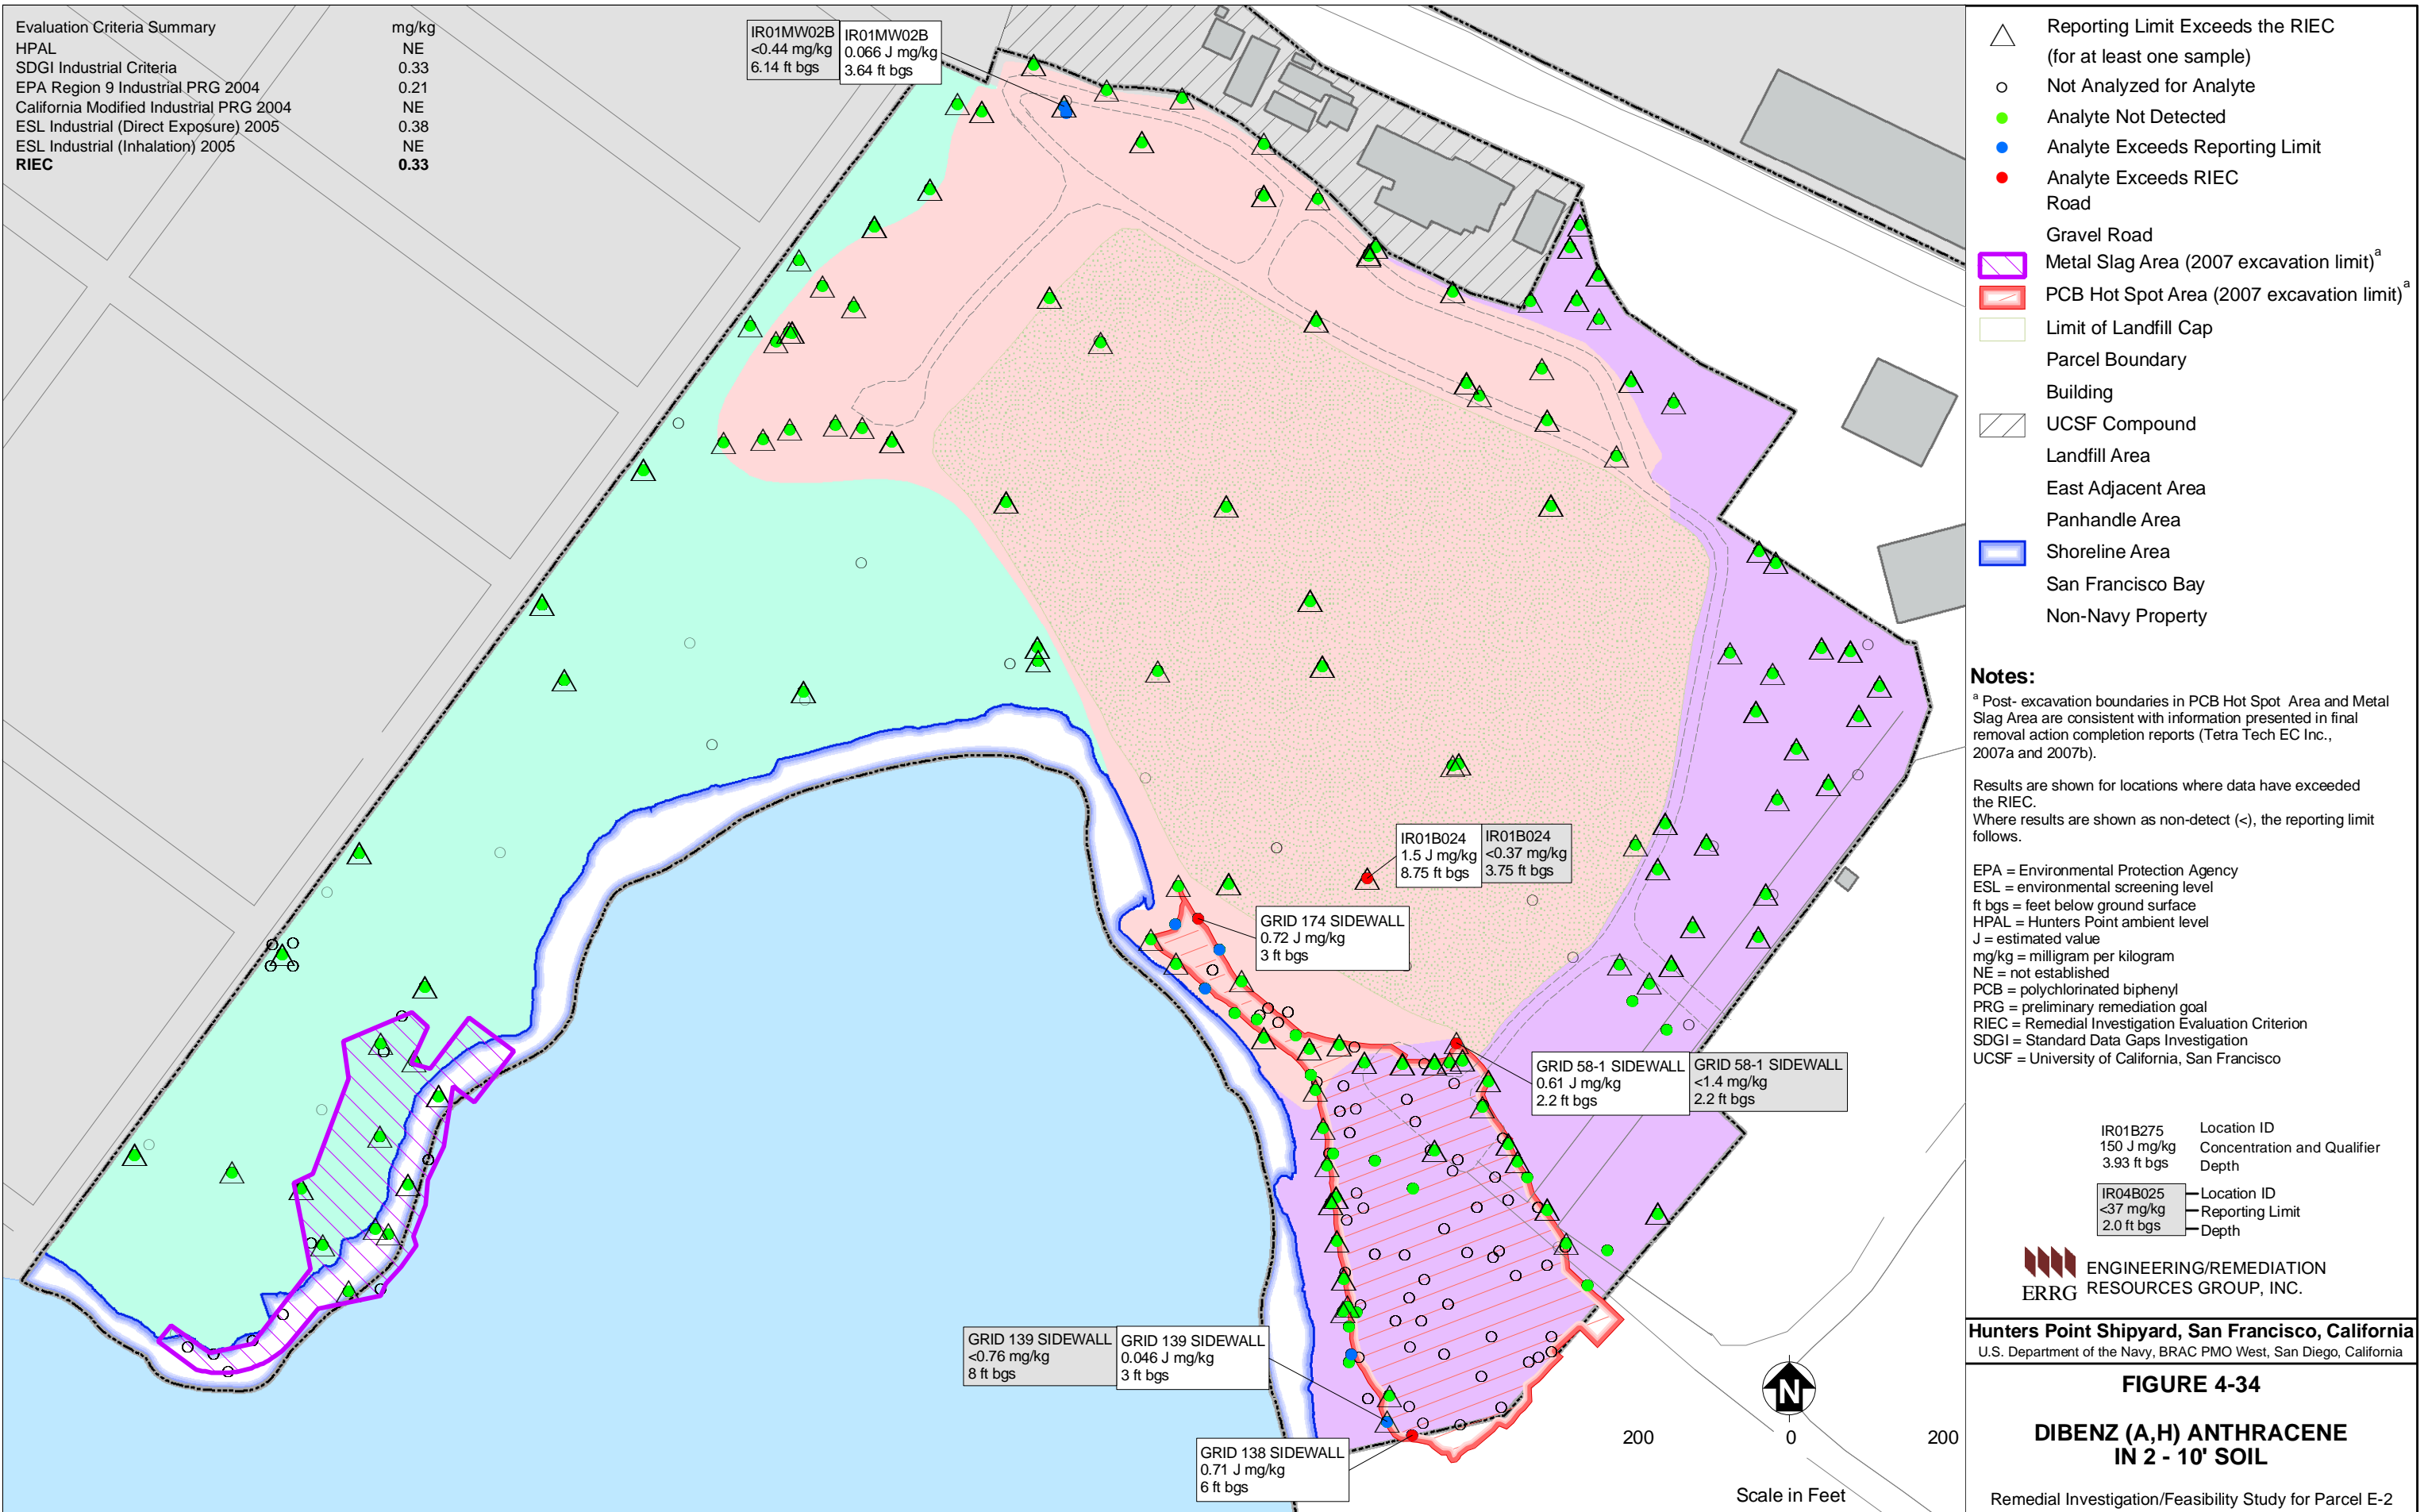 Evaluation Criteria Summary mg/kg
HPAL NE
SDGI Industrial Criteria 0.33
EPA Region 9 Industrial PRG 2004 0.21
California Modified Industrial PRG 2004 NE
ESL Industrial (Direct Exposure) 2005 0.38
ESL Industrial (Inhalation) 2005 NE
RIEC 0.33
IR01MW02B
<0.44 mg/kg
6.14 ft bgs
IR01MW02B
0.066 J mg/kg
3.64 ft bgs
IR01B024
1.5 J mg/kg
8.75 ft bgs
IR01B024
<0.37 mg/kg
3.75 ft bgs
GRID 174 SIDEWALL
0.72 J mg/kg
3 ft bgs
GRID 58-1 SIDEWALL
0.61 J mg/kg
2.2 ft bgs
GRID 58-1 SIDEWALL
<1.4 mg/kg
2.2 ft bgs
GRID 139 SIDEWALL
<0.76 mg/kg
8 ft bgs
GRID 139 SIDEWALL
0.046 J mg/kg
3 ft bgs
GRID 138 SIDEWALL
0.71 J mg/kg
6 ft bgs
N
200 0 200
Scale in Feet
Reporting Limit Exceeds the RIEC
(for at least one sample)
Not Analyzed for Analyte
Analyte Not Detected
Analyte Exceeds Reporting Limit
Analyte Exceeds RIEC
Road
Gravel Road
Metal Slag Area (2007 excavation limit)a
PCB Hot Spot Area (2007 excavation limit)a
Limit of Landfill Cap
Parcel Boundary
Building
UCSF Compound
Landfill Area
East Adjacent Area
Panhandle Area
Shoreline Area
San Francisco Bay
Non-Navy Property
Notes:
a Post- excavation boundaries in PCB Hot Spot Area and Metal
Slag Area are consistent with information presented in final
removal action completion reports (Tetra Tech EC Inc.,
2007a and 2007b).
Results are shown for locations where data have exceeded
the RIEC.
Where results are shown as non-detect (<), the reporting limit
follows.
EPA = Environmental Protection Agency
ESL = environmental screening level
ft bgs = feet below ground surface
HPAL = Hunters Point ambient level
J = estimated value
mg/kg = milligram per kilogram
NE = not established
PCB = polychlorinated biphenyl
PRG = preliminary remediation goal
RIEC = Remedial Investigation Evaluation Criterion
SDGI = Standard Data Gaps Investigation
UCSF = University of California, San Francisco
IR01B275 Location ID
150 J mg/kg Concentration and Qualifier
3.93 ft bgs Depth
IR04B025 Location ID
<37 mg/kg Reporting Limit
2.0 ft bgs Depth
ERRG
ENGINEERING/REMEDIATION
RESOURCES GROUP, INC.
Hunters Point Shipyard, San Francisco, California
U.S. Department of the Navy, BRAC PMO West, San Diego, California
FIGURE 4-34
DIBENZ (A,H) ANTHRACENE
IN 2 - 10' SOIL
Remedial Investigation/Feasibility Study for Parcel E-2